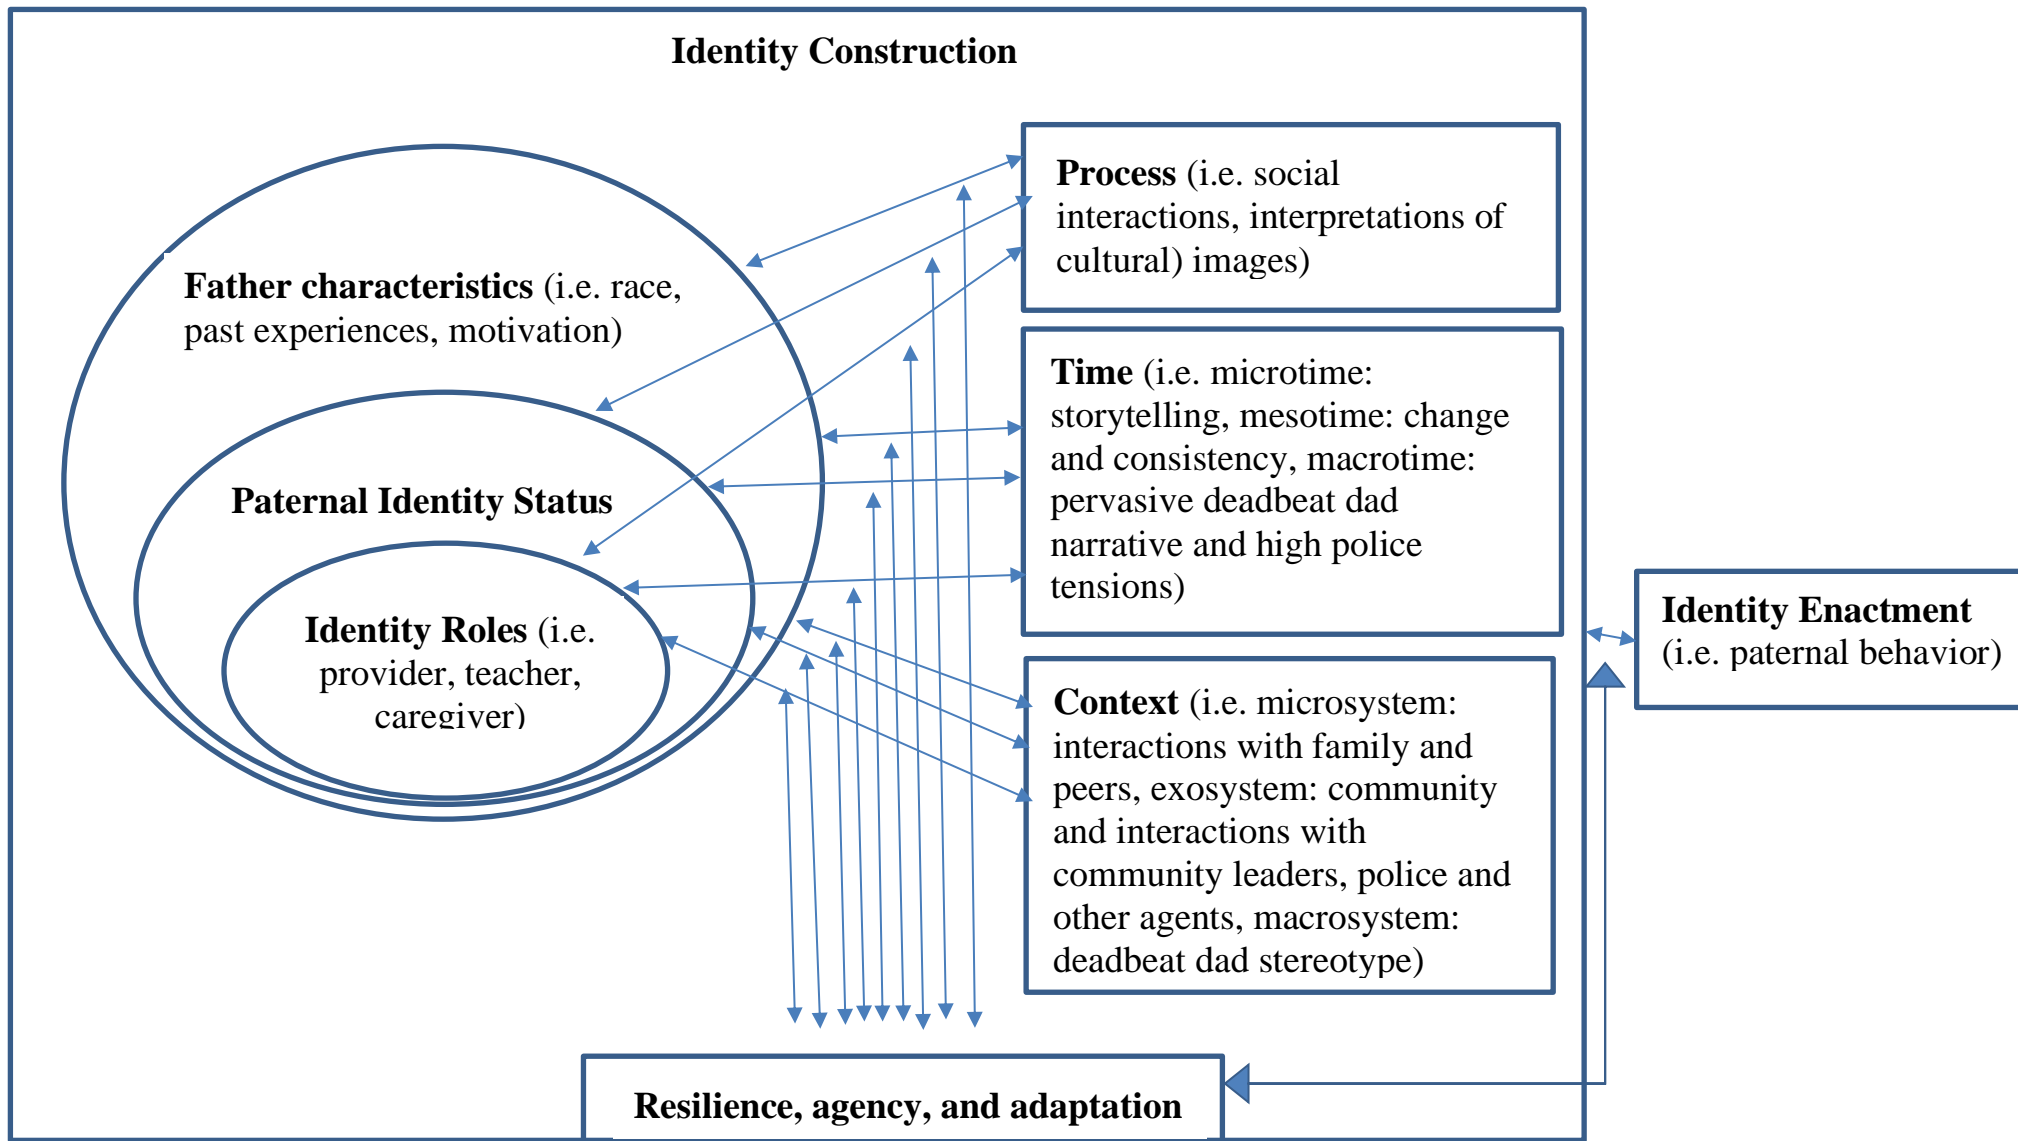 Identity Construction
Father characteristics (i.e. race,
past experiences, motivation)
Paternal Identity Status
Identity Roles (i.e.
provider, teacher,
caregiver)
Process (i.e. social
interactions, interpretations of
cultural) images)
Time (i.e. microtime:
storytelling, mesotime: change
and consistency, macrotime:
pervasive deadbeat dad
narrative and high police
tensions)
Context (i.e. microsystem:
interactions with family and
peers, exosystem: community
and interactions with
community leaders, police and
other agents, macrosystem:
deadbeat dad stereotype)
Identity Enactment
(i.e. paternal behavior)
Resilience, agency, and adaptation